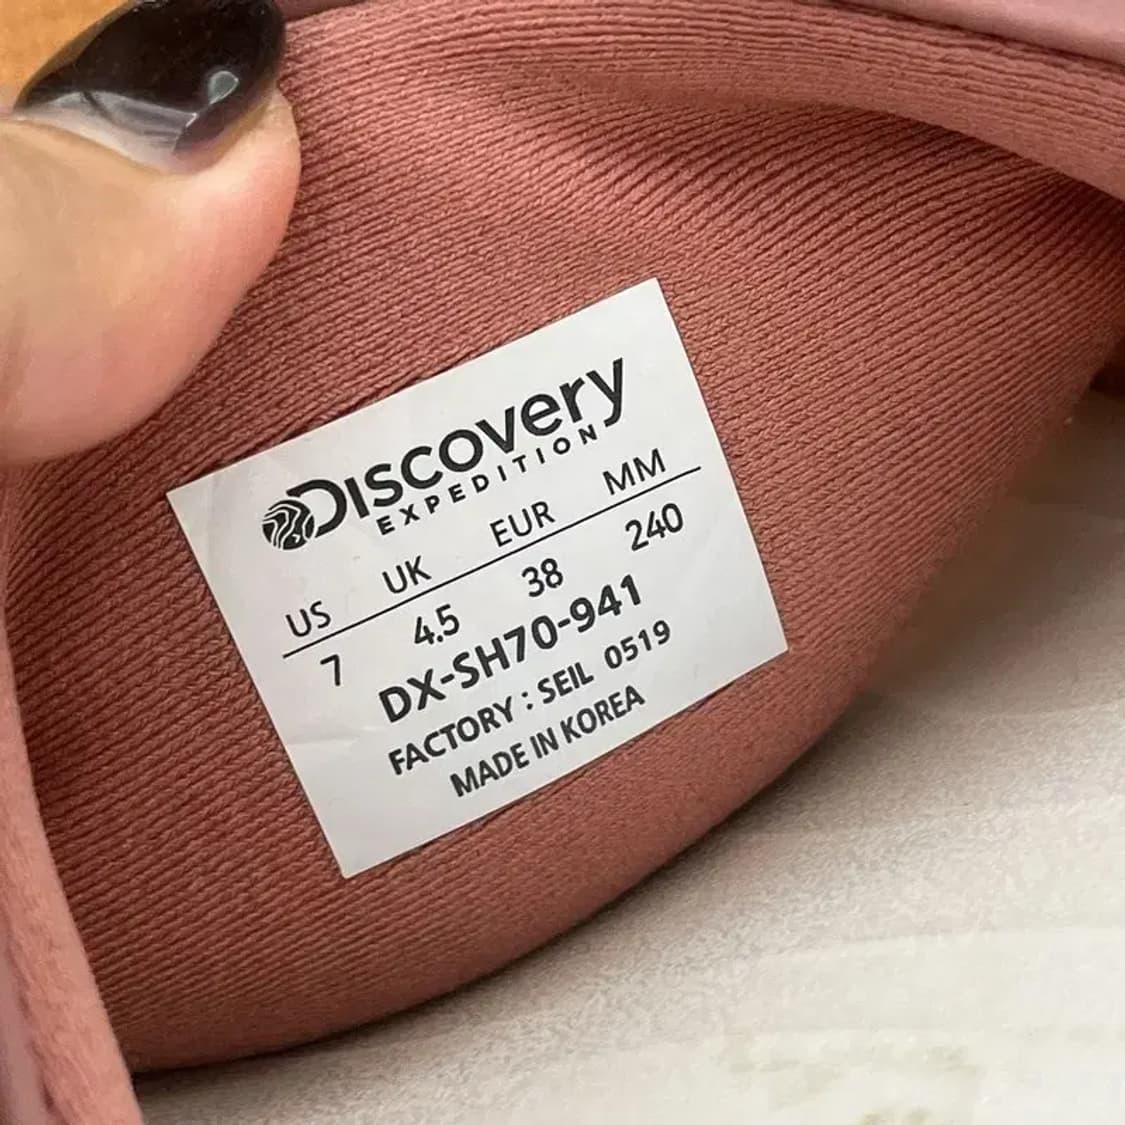 Discovery
EXPEDITION
US UK EUR MM
7 4.5 38 240
DX-SH70-941
FACTORY : SEIL 0519
MADE IN KOREA